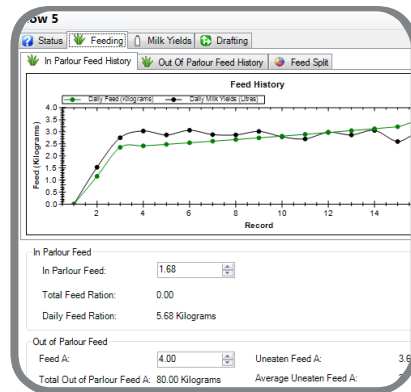 ow 5
Status Feeding Milk Yields Drafting
In Parlour Feed History Out Of Parlour Feed History Feed Split
Feed History
Daily Feed (Kilograms) Daily Milk Yields (Litres)
Feed (Kilograms)
4.0
3.5
3.0
2.5
2.0
1.5
1.0
0.5
0.0
2 4 6 8 10 12 14
Record
In Parlour Feed
In Parlour Feed: 1.68
Total Feed Ration: 0.00
Daily Feed Ration: 5.68 Kilograms
Out of Parlour Feed
Feed A: 4.00 Uneaten Feed A: 3.6
Total Out of Parlour Feed A: 80.00 Kilograms Average Uneaten Feed A: